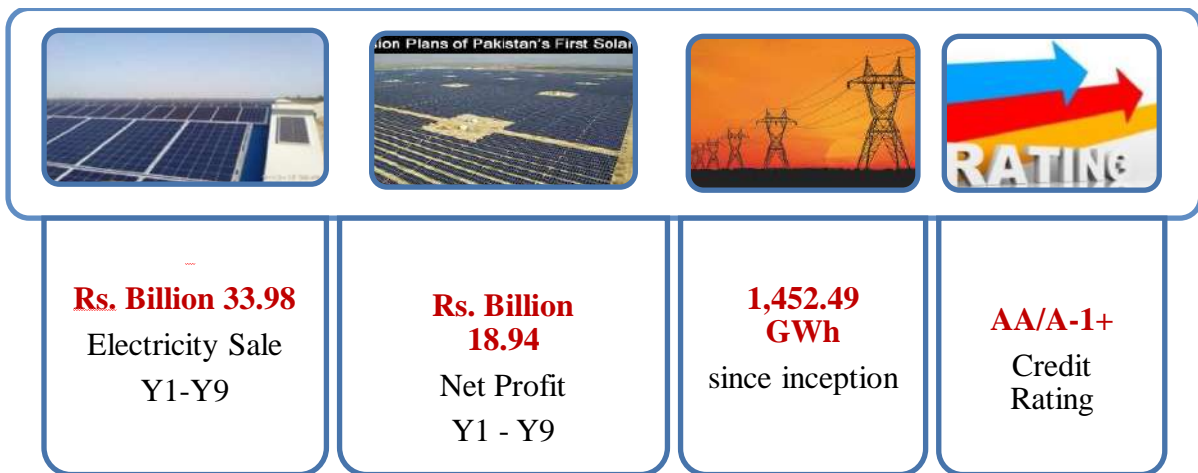 sion Plans of Pakistan's First Solar
RATING
Rs. Billion 33.98
Electricity Sale
Y1-Y9
Rs. Billion
18.94
Net Profit
Y1 - Y9
1,452.49
GWh
since inception
AA/A-1+
Credit
Rating